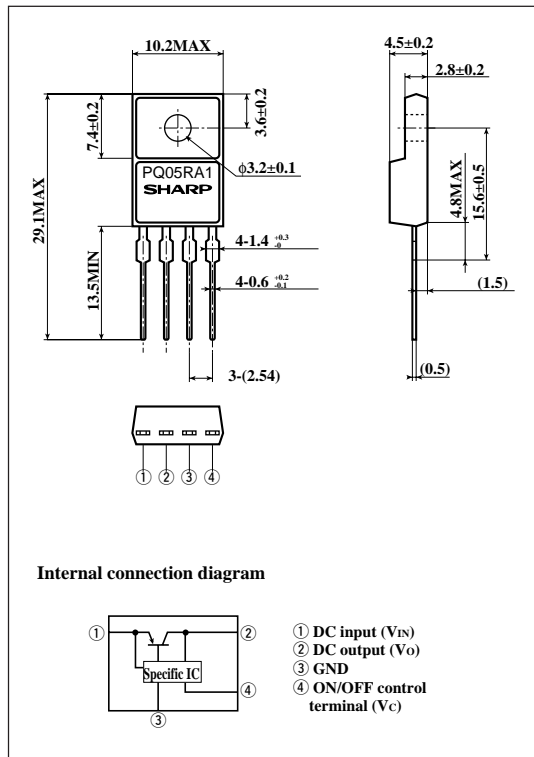 10.2MAX
4.5±0.2
2.8±0.2
7.4±0.2
3.6±0.2
29.1MAX
PQ05RA1
SHARP
φ3.2±0.1
4.8MAX
15.6±0.5
13.5MIN
4-1.4 +0.3 -0
4-0.6 +0.2 -0.1
(1.5)
3-(2.54)
(0.5)
① ② ③ ④
Internal connection diagram
① ②
Specific IC
④
③
① DC input (VIN)
② DC output (VO)
③ GND
④ ON/OFF control
terminal (VC)